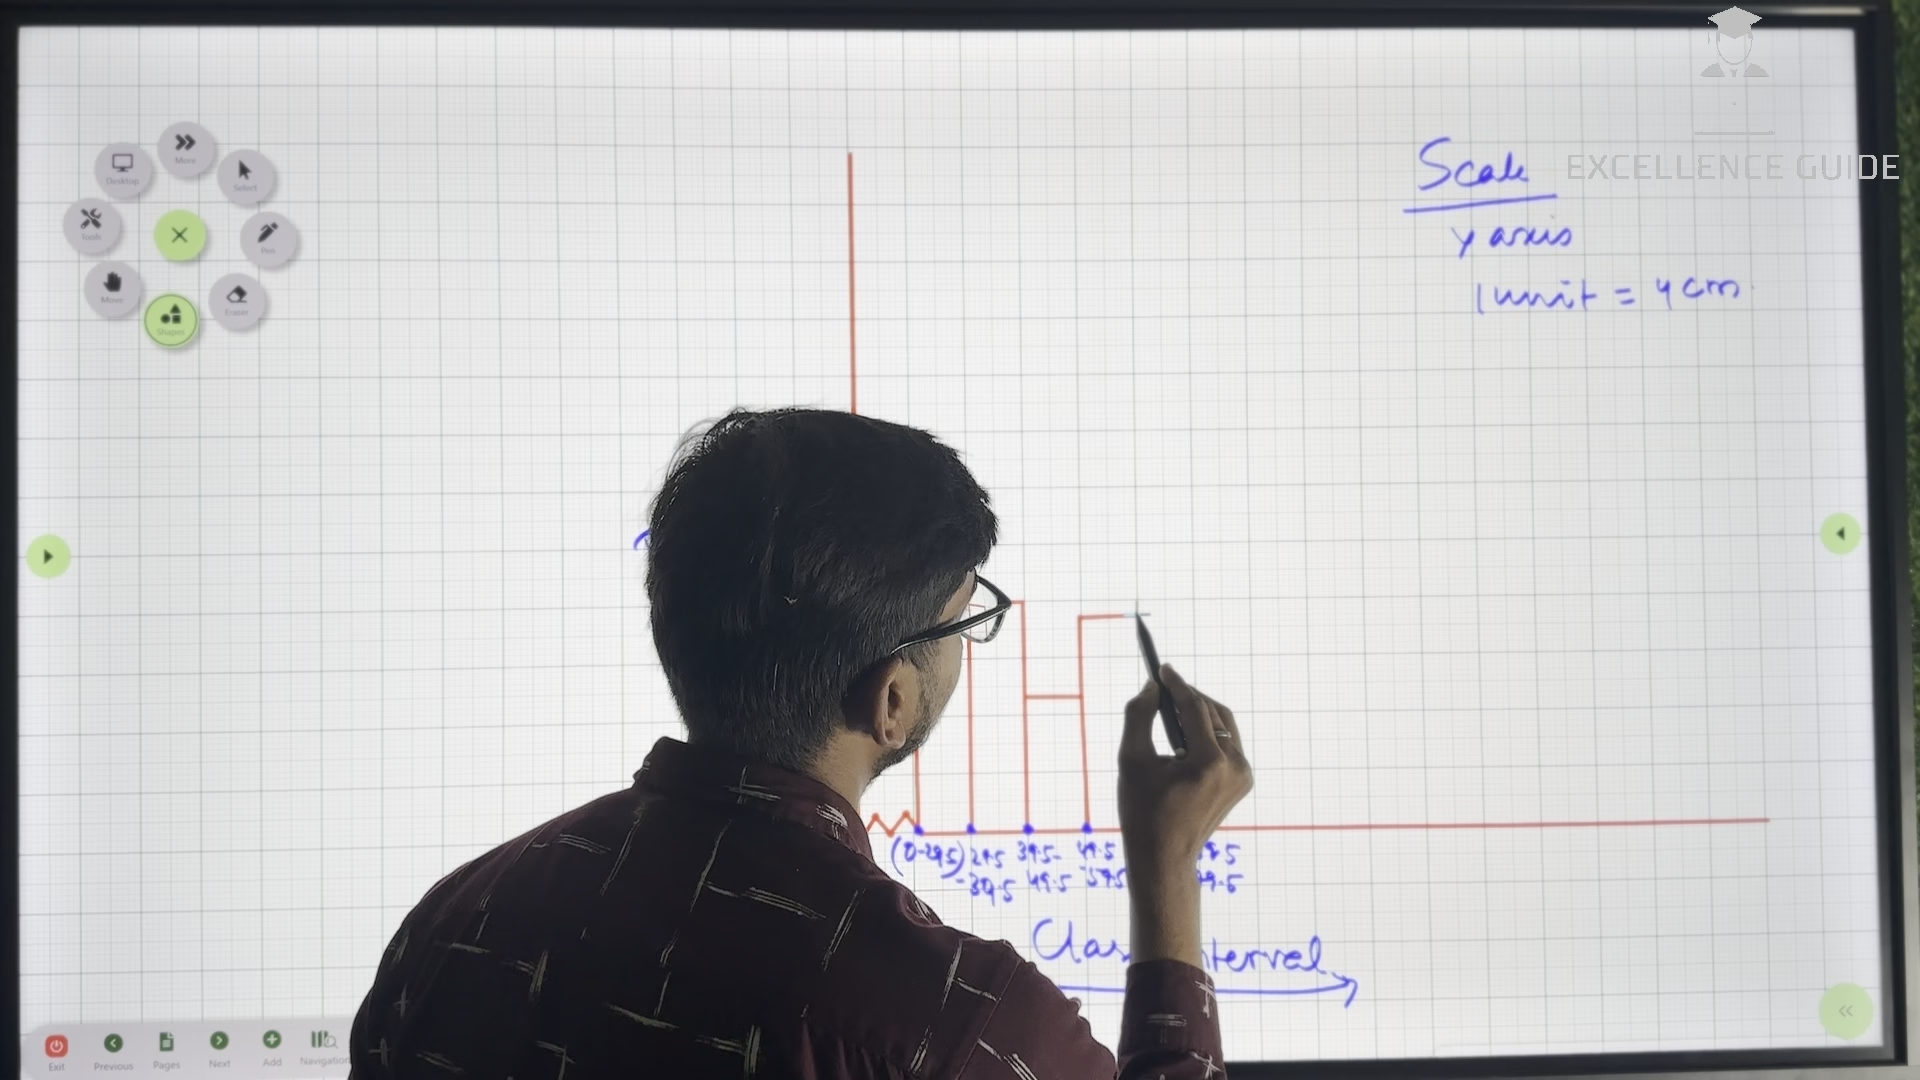 EXCELLENCE GUIDE
Scale
y axis
1 unit = 4 cm
Desktop
More
Select
Tools
Pen
Move
Shapes
Eraser
(0-29.5) 29.5 39.5- 49.5
-39.5 49.5 -59.5
Exit
Previous
Pages
Next
Add
Navigation